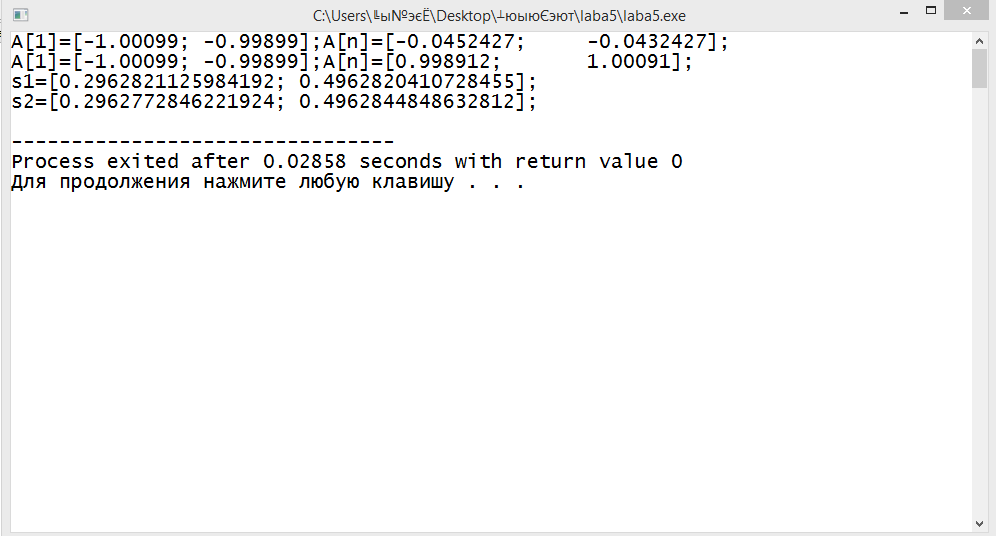 C:\Users\╚ы№эєЁ\Desktop\┴юыю­Єэют\laba5\laba5.exe
A[1]=[-1.00099; -0.99899];A[n]=[-0.0452427;     -0.0432427];
A[1]=[-1.00099; -0.99899];A[n]=[0.998912;       1.00091];
s1=[0.2962821125984192; 0.4962820410728455];
s2=[0.2962772846221924; 0.4962844848632812];
--------------------------------
Process exited after 0.02858 seconds with return value 0
Для продолжения нажмите любую клавишу . . .